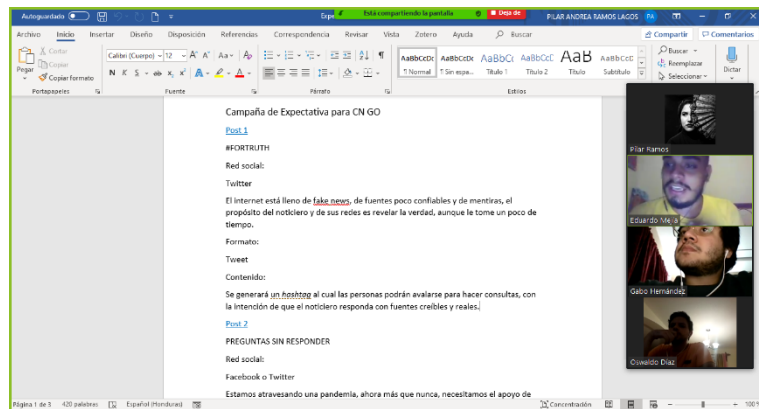 Autoguardado
Está compartiendo la pantalla
Deja de
PILAR ANDREA RAMOS LAGOS
PA
Archivo Inicio Insertar Diseño Disposición Referencias Correspondencia Revisar Vista Zotero Ayuda Buscar
Compartir Comentarios
Pegar
Cortar
Copiar
Copiar formato
Calibri (Cuerpo) 12
N K S
AaBbCcDc AaBbCcDc AaBbCc AaBbCcC AaB AaBbCcC
Normal Sin espa... Título 1 Título 2 Título Subtítulo
Buscar
Reemplazar
Seleccionar
Dictar
Portapapeles Fuente Párrafo Estilos
Campaña de Expectativa para CN GO
Post 1
#FORTRUTH
Red social:
Twitter
El internet está lleno de fake news, de fuentes poco confiables y de mentiras, el
propósito del noticiero y de sus redes es revelar la verdad, aunque le tome un poco de
tiempo.
Formato:
Tweet
Contenido:
Se generará un hashtag al cual las personas podrán avalarse para hacer consultas, con
la intención de que el noticiero responda con fuentes creíbles y reales.
Post 2
PREGUNTAS SIN RESPONDER
Red social:
Facebook o Twitter
Estamos atravesando una pandemia, ahora más que nunca, necesitamos el apoyo de
Pilar Ramos
Eduardo Mejía
Gabo Hernández
Oswaldo Díaz
Página 1 de 3 420 palabras Español (Honduras)
Concentración
100%